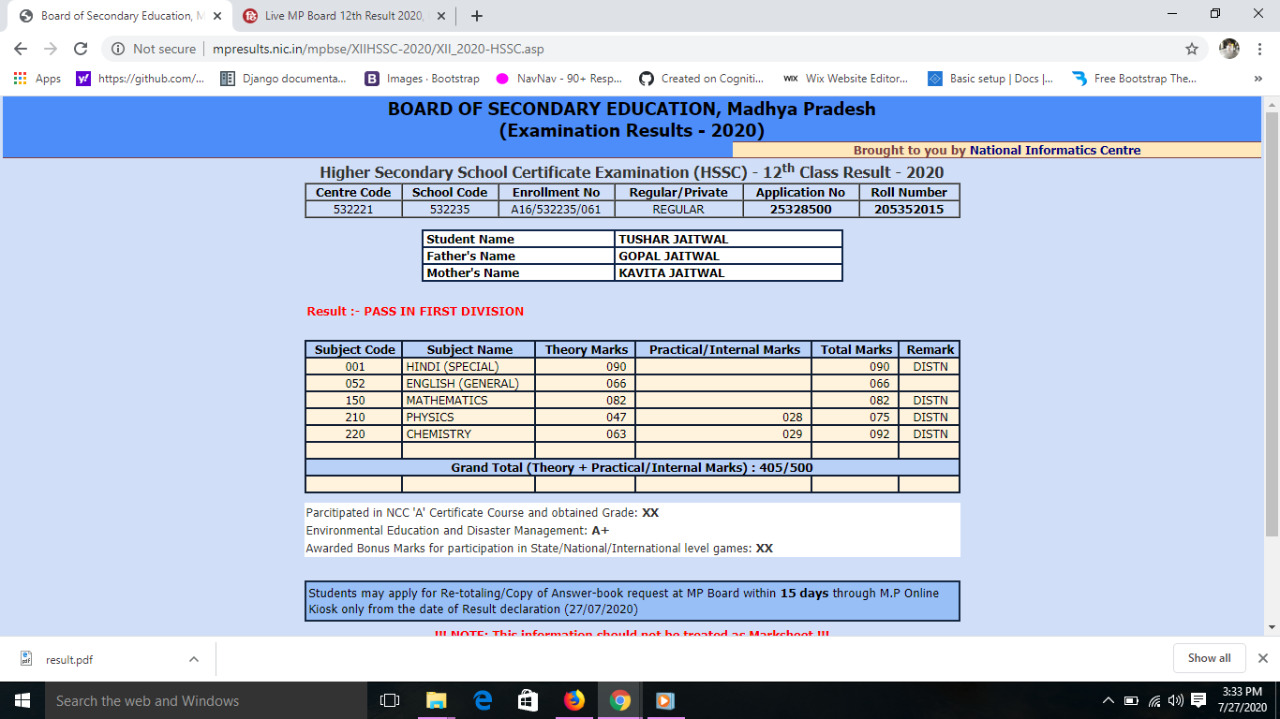 Board of Secondary Education, M
Live MP Board 12th Result 2020,
Not secure | mpresults.nic.in/mpbse/XIIHSSC-2020/XII_2020-HSSC.asp
Apps https://github.com/... Django documenta... Images · Bootstrap NavNav - 90+ Resp... Created on Cogniti... WIX Wix Website Editor... Basic setup | Docs |... Free Bootstrap The... »
BOARD OF SECONDARY EDUCATION, Madhya Pradesh
(Examination Results - 2020)
Brought to you by National Informatics Centre
Higher Secondary School Certificate Examination (HSSC) - 12th Class Result - 2020
Centre Code School Code Enrollment No Regular/Private Application No Roll Number
532221 532235 A16/532235/061 REGULAR 25328500 205352015
Student Name TUSHAR JAITWAL
Father's Name GOPAL JAITWAL
Mother's Name KAVITA JAITWAL
Result :- PASS IN FIRST DIVISION
Subject Code Subject Name Theory Marks Practical/Internal Marks Total Marks Remark
001 HINDI (SPECIAL) 090 090 DISTN
052 ENGLISH (GENERAL) 066 066
150 MATHEMATICS 082 082 DISTN
210 PHYSICS 047 028 075 DISTN
220 CHEMISTRY 063 029 092 DISTN
Grand Total (Theory + Practical/Internal Marks) : 405/500
Parcitipated in NCC 'A' Certificate Course and obtained Grade: XX
Environmental Education and Disaster Management: A+
Awarded Bonus Marks for participation in State/National/International level games: XX
Students may apply for Re-totaling/Copy of Answer-book request at MP Board within 15 days through M.P Online
Kiosk only from the date of Result declaration (27/07/2020)
!!! NOTE: This information should not be treated as Marksheet !!!
result.pdf
Show all
Search the web and Windows
3:33 PM
7/27/2020